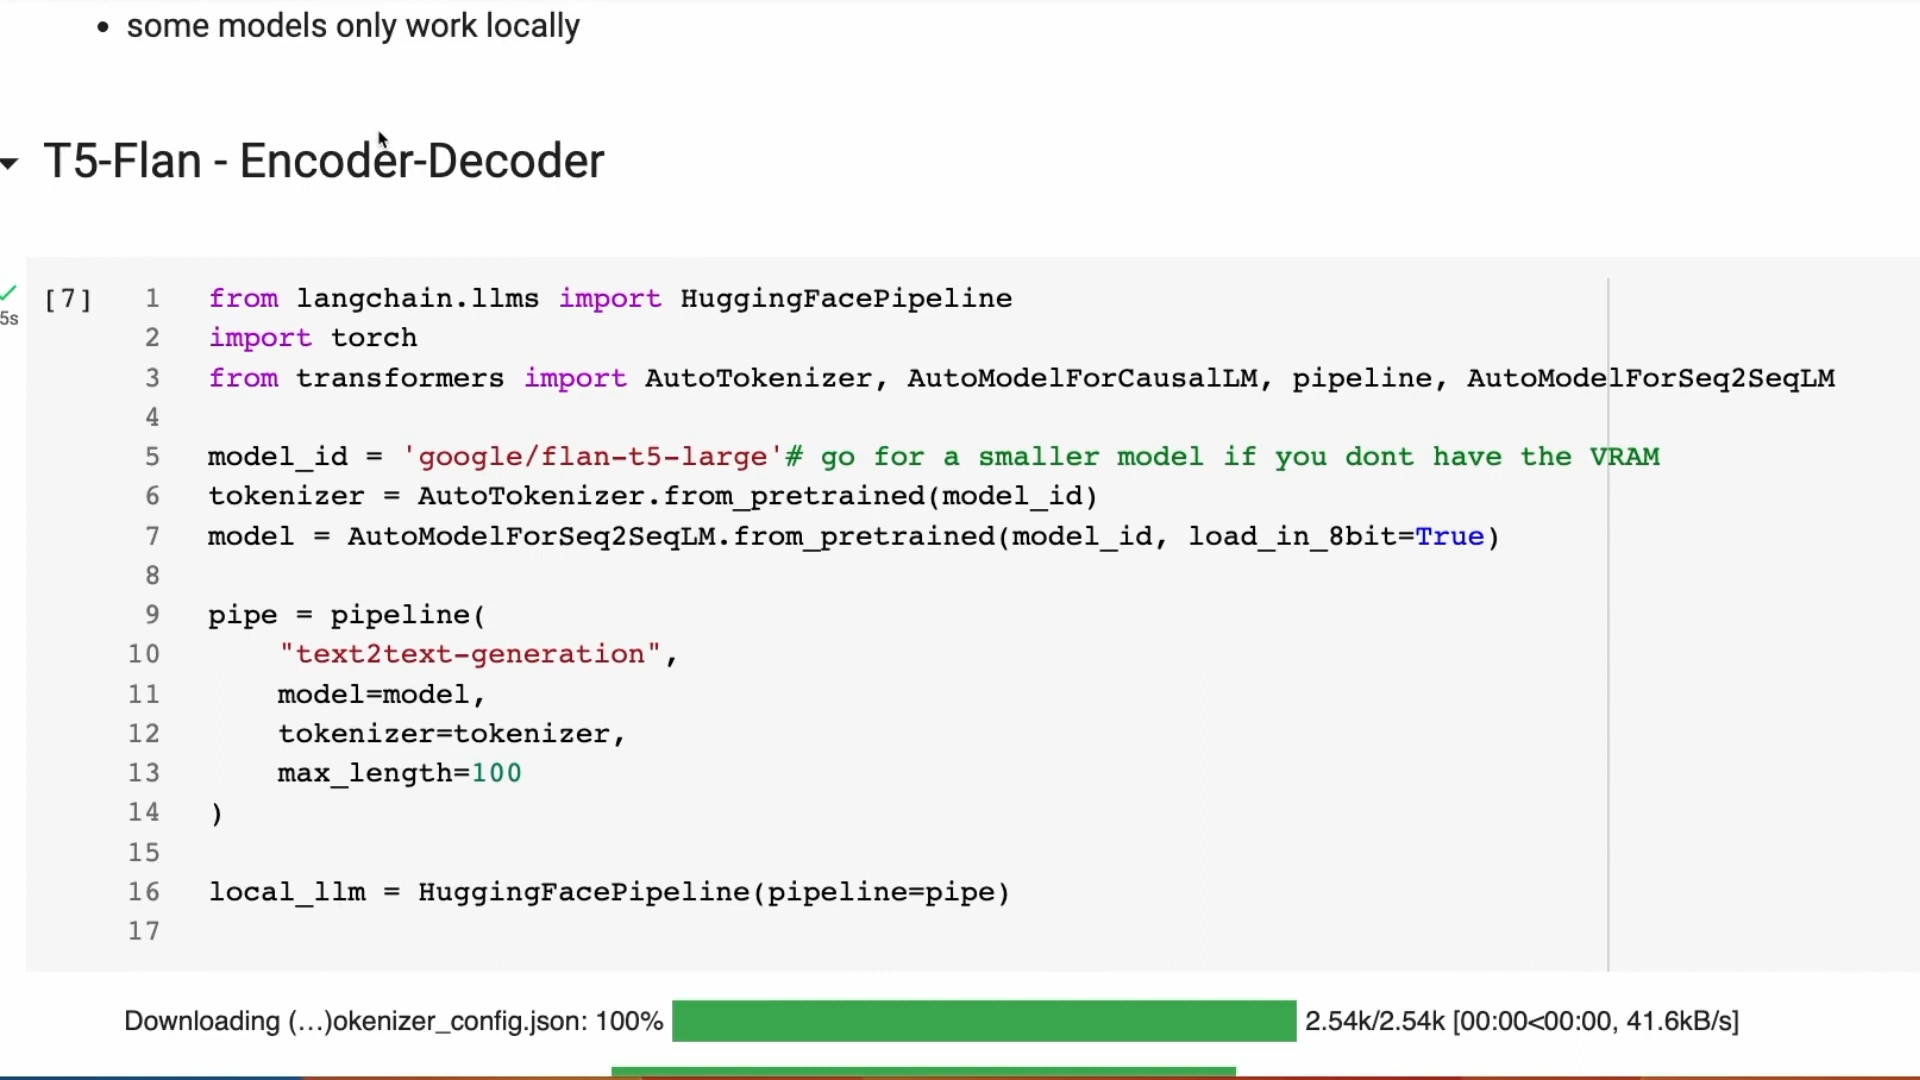 • some models only work locally
T5-Flan - Encoder-Decoder
[7] 1 from langchain.llms import HuggingFacePipeline
5s 2 import torch
3 from transformers import AutoTokenizer, AutoModelForCausalLM, pipeline, AutoModelForSeq2SeqLM
4
5 model_id = 'google/flan-t5-large'# go for a smaller model if you dont have the VRAM
6 tokenizer = AutoTokenizer.from_pretrained(model_id)
7 model = AutoModelForSeq2SeqLM.from_pretrained(model_id, load_in_8bit=True)
8
9 pipe = pipeline(
10     "text2text-generation",
11     model=model,
12     tokenizer=tokenizer,
13     max_length=100
14 )
15
16 local_llm = HuggingFacePipeline(pipeline=pipe)
17
Downloading (…)okenizer_config.json: 100% 2.54k/2.54k [00:00<00:00, 41.6kB/s]